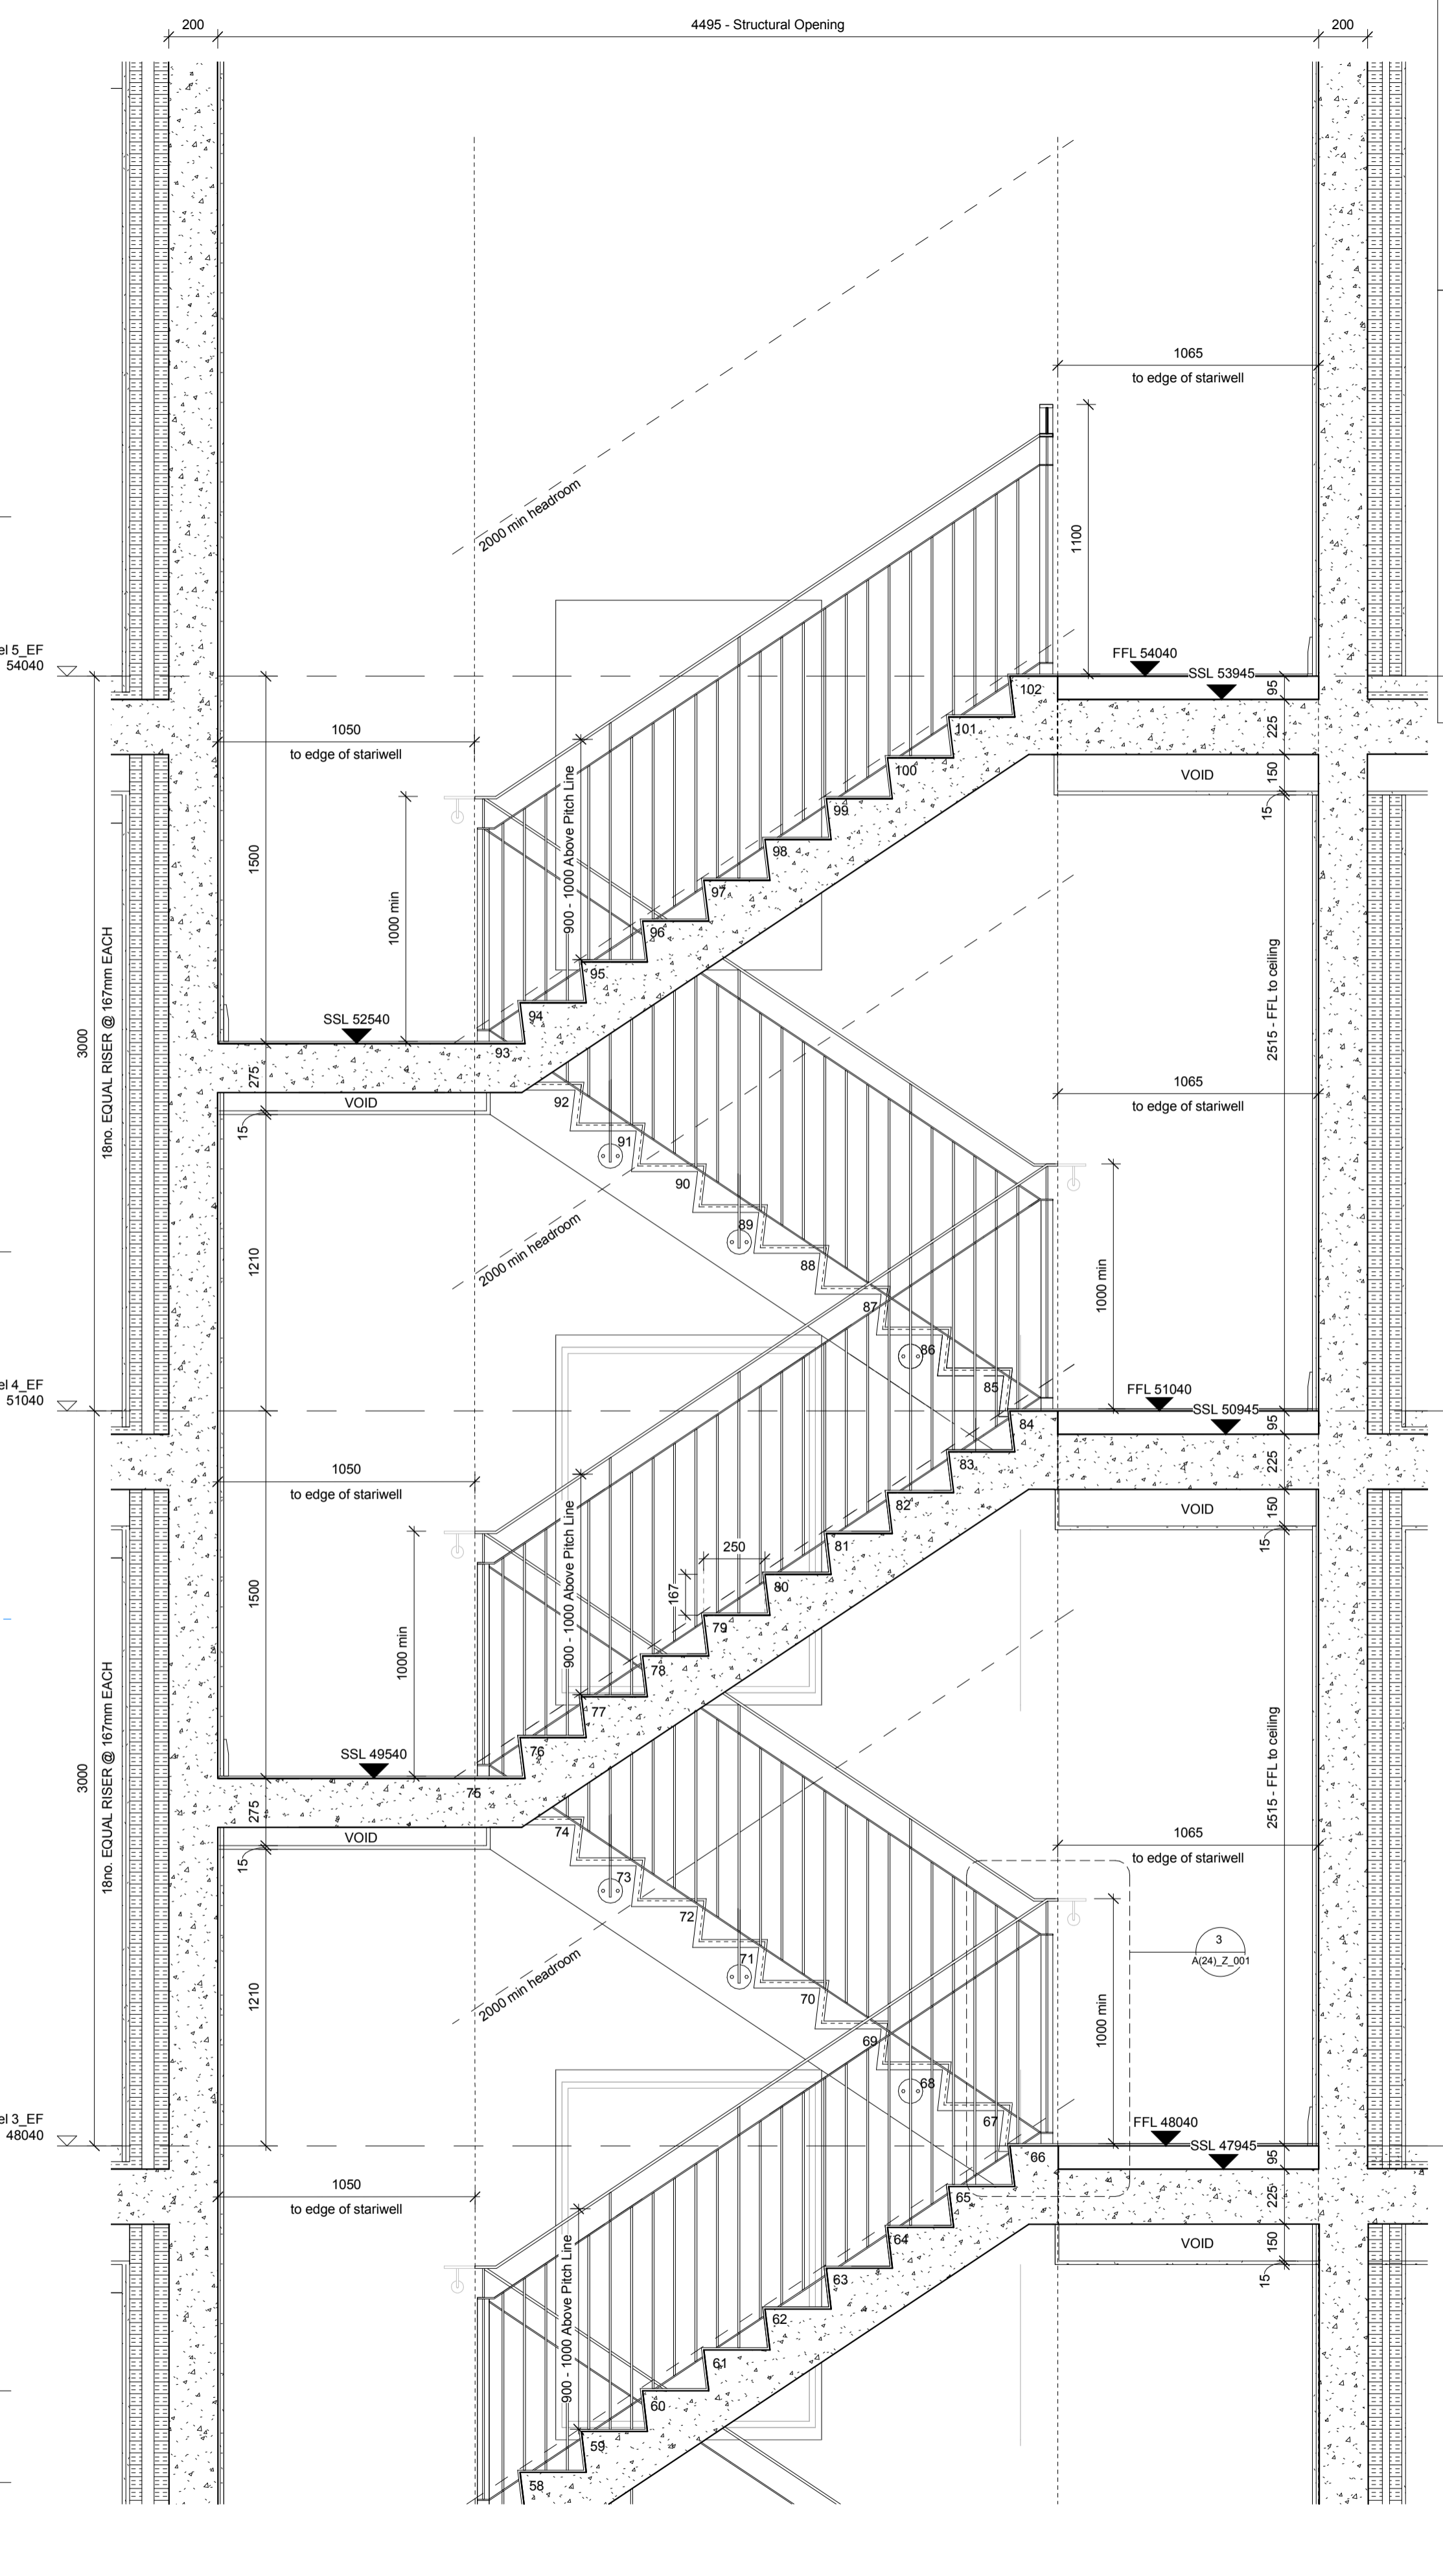 200
4495 - Structural Opening
200
1065
to edge of stariwell
2000 min headroom
1100
el 5_EF
54040
FFL 54040
SSL 53945
102
95
1050
to edge of stariwell
101
225
100
VOID
150
15
900 - 1000 Above Pitch Line
99
1500
98
97
1000 min
96
95
2515 - FFL to ceiling
18no. EQUAL RISER @ 167mm EACH
3000
SSL 52540
94
93
275
1065
to edge of stariwell
VOID
92
15
91
90
89
1210
2000 min headroom
88
1000 min
87
86
85
el 4_EF
51040
FFL 51040
SSL 50945
84
95
1050
to edge of stariwell
83
225
82
VOID
150
15
900 - 1000 Above Pitch Line
250
81
167
80
1500
79
1000 min
78
77
2515 - FFL to ceiling
18no. EQUAL RISER @ 167mm EACH
3000
SSL 49540
76
75
275
1065
to edge of stariwell
VOID
74
15
73
72
3
A(24)_Z_001
71
2000 min headroom
70
1210
1000 min
69
68
67
el 3_EF
48040
FFL 48040
SSL 47945
66
95
1050
to edge of stariwell
65
225
64
VOID
150
15
900 - 1000 Above Pitch Line
63
62
61
60
59
58